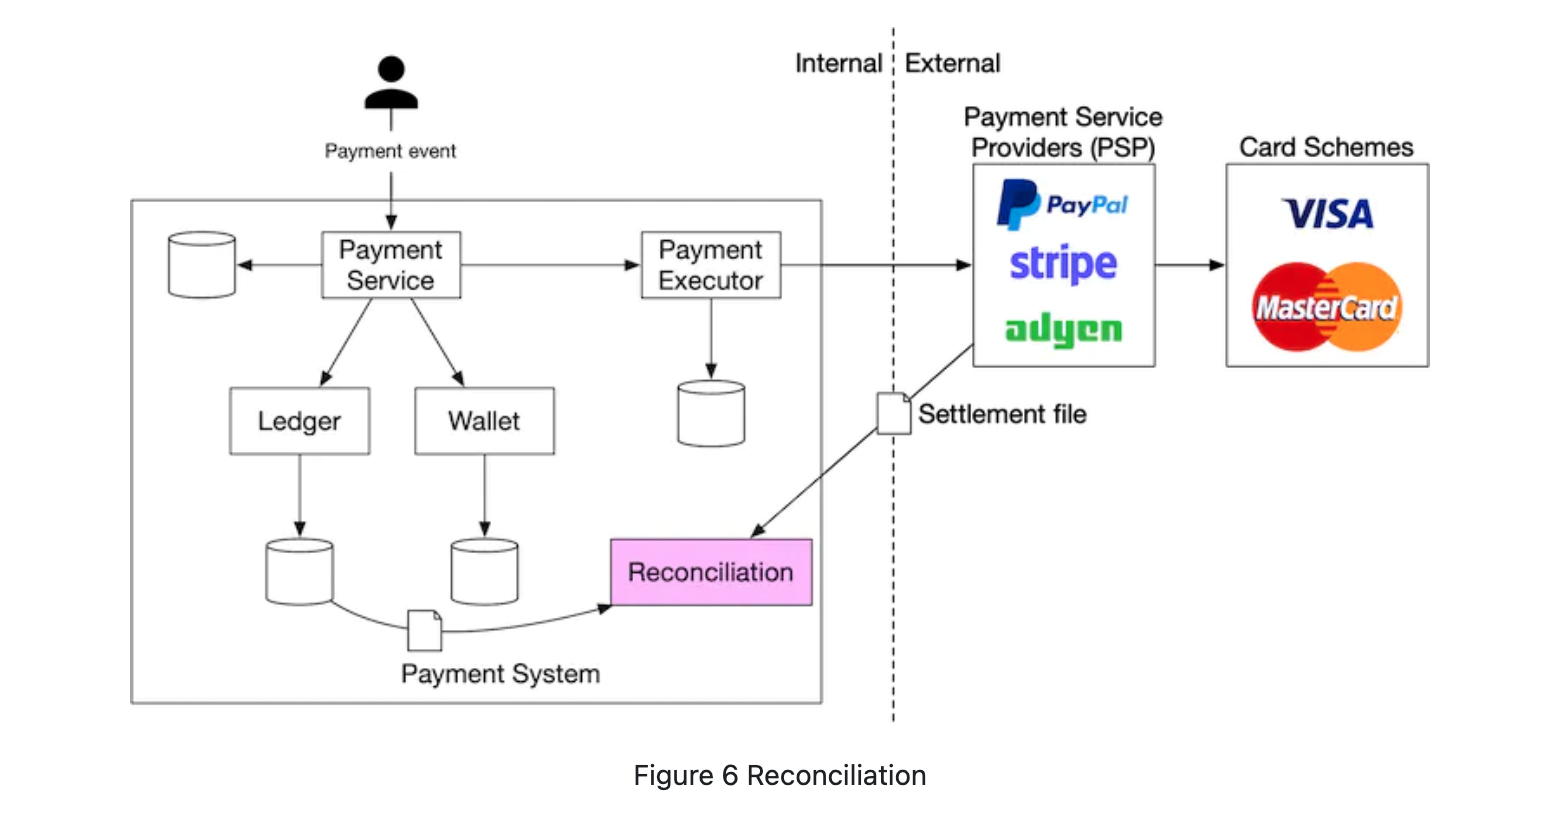 Internal
External
Payment event
Payment Service
Providers (PSP)
Card Schemes
Payment
Service
Payment
Executor
PayPal
stripe
adyen
VISA
MasterCard
Ledger
Wallet
Settlement file
Reconciliation
Payment System
Figure 6 Reconciliation